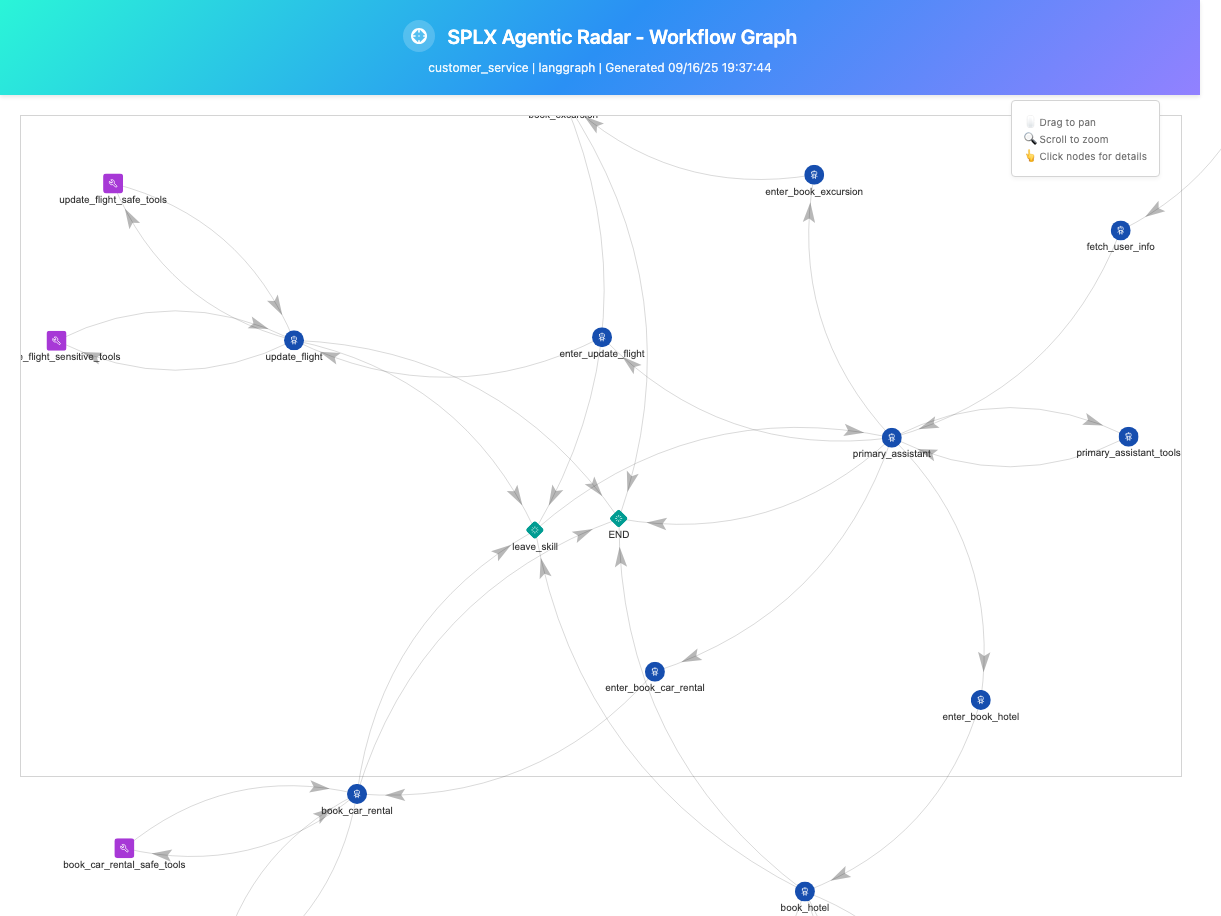 SPLX Agentic Radar - Workflow Graph
customer_service | langgraph | Generated 09/16/25 19:37:44
book_excursion
Drag to pan
Scroll to zoom
Click nodes for details
update_flight_safe_tools
enter_book_excursion
fetch_user_info
e_flight_sensitive_tools
update_flight
enter_update_flight
primary_assistant
primary_assistant_tools
leave_skill
END
enter_book_car_rental
enter_book_hotel
book_car_rental
book_car_rental_safe_tools
book_hotel